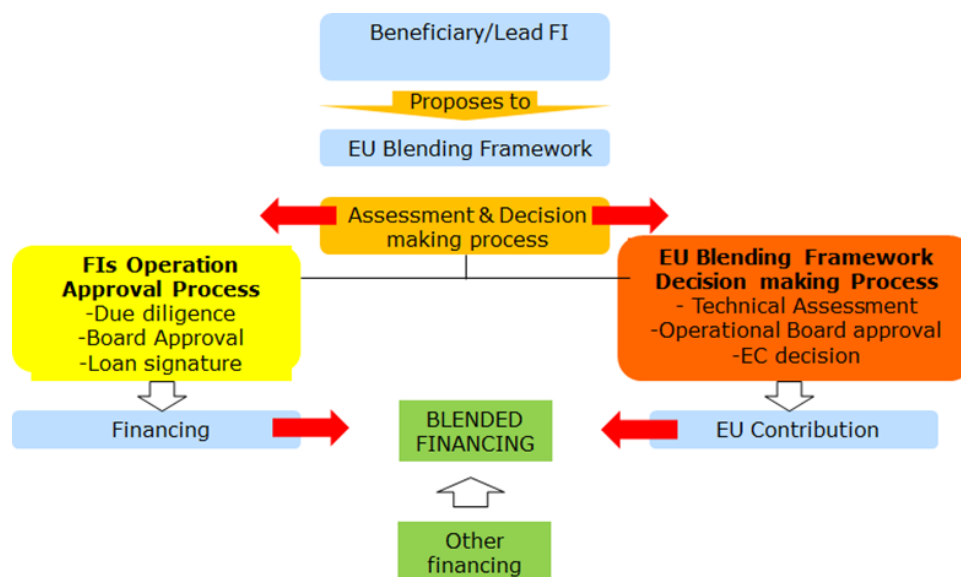 Beneficiary/Lead FI
Proposes to
EU Blending Framework
Assessment & Decision
making process
FIs Operation
Approval Process
-Due diligence
-Board Approval
-Loan signature
EU Blending Framework
Decision making Process
- Technical Assessment
-Operational Board approval
-EC decision
Financing
BLENDED
FINANCING
EU Contribution
Other
financing